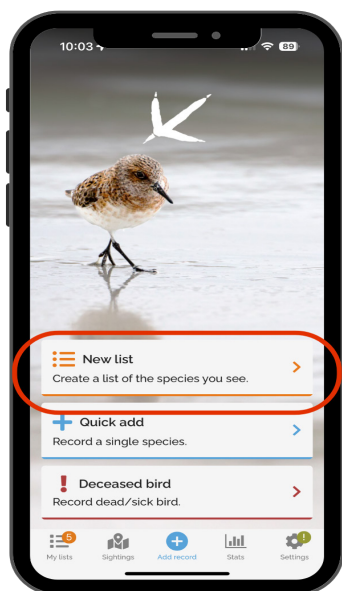 10:03
89
New list
Create a list of the species you see.
Quick add
Record a single species.
Deceased bird
Record dead/sick bird.
5
My lists
Sightings
Add record
Stats
Settings